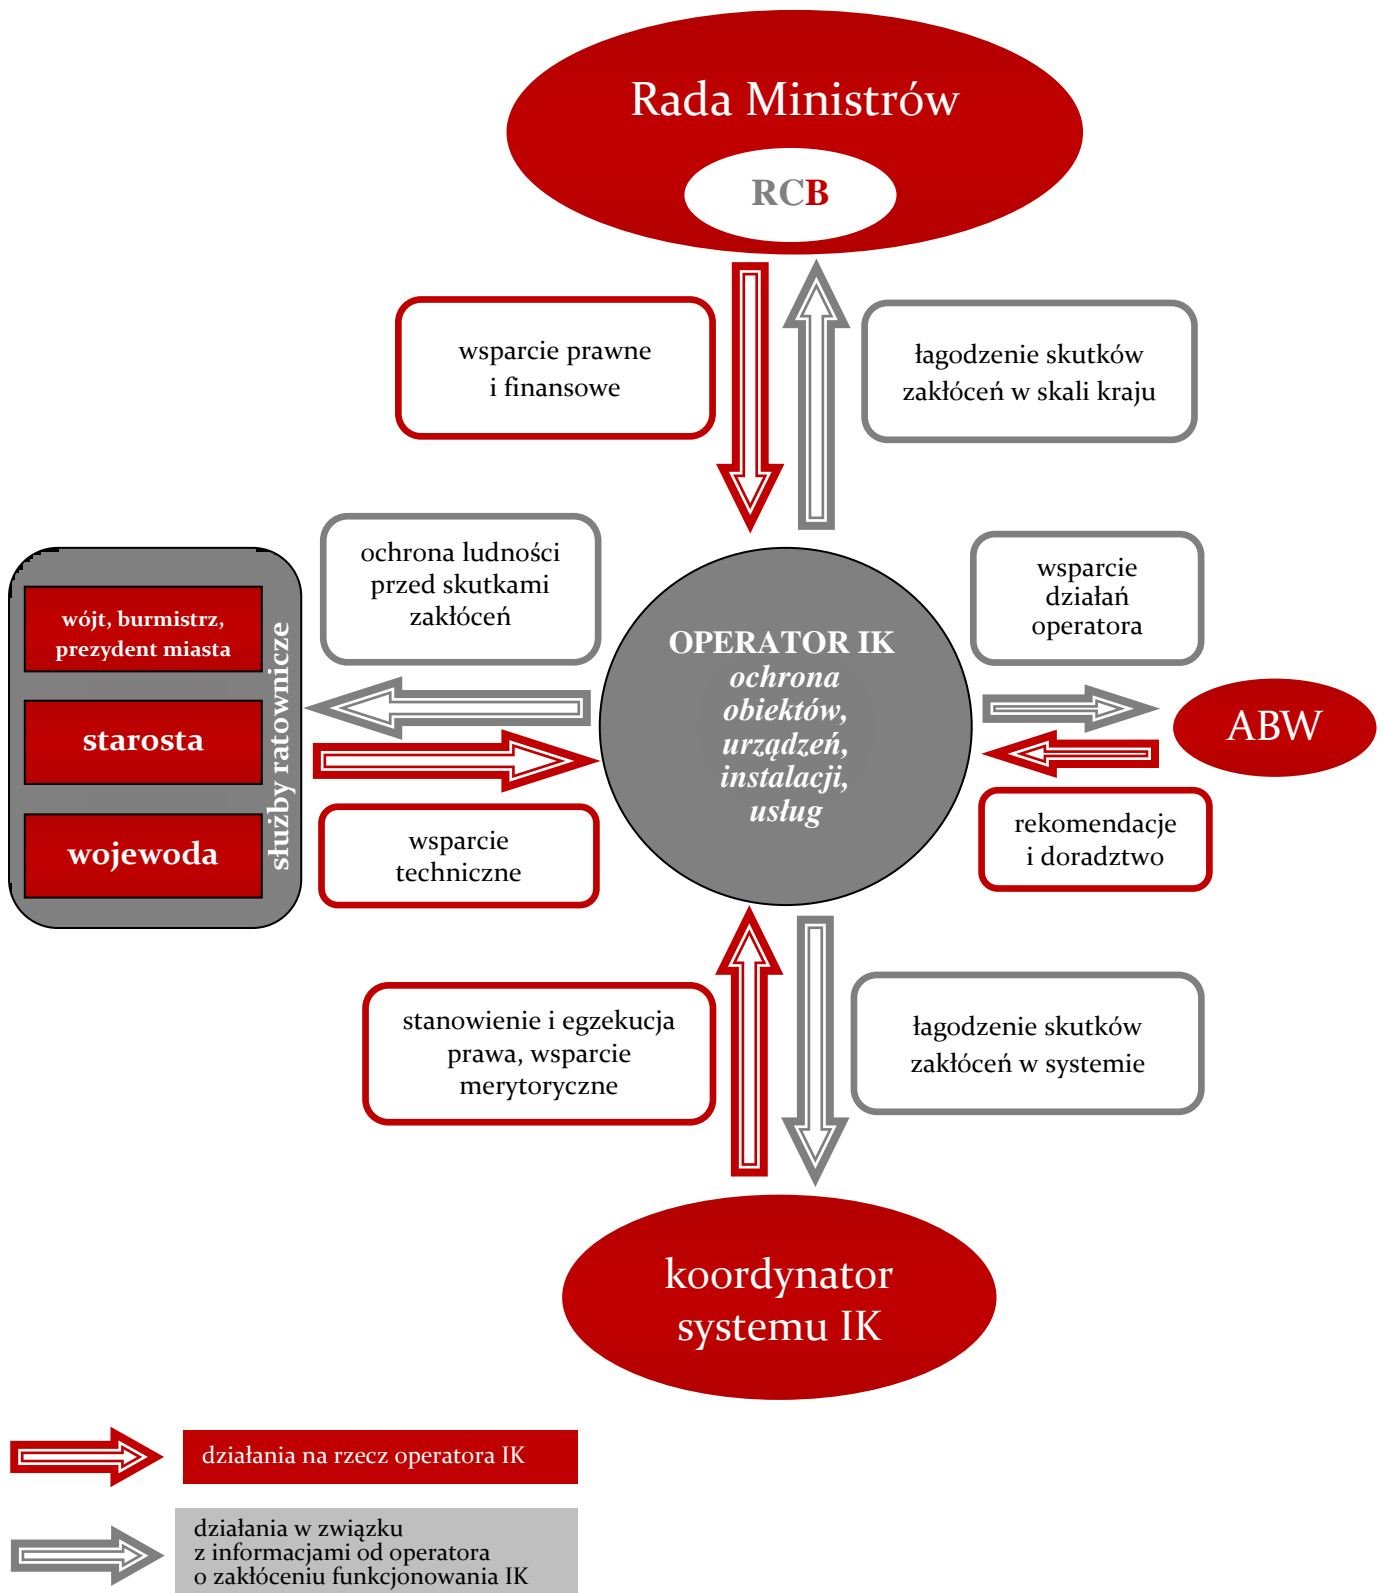 Rada Ministrów
RCB
wsparcie prawne
i finansowe
łagodzenie skutków
zakłóceń w skali kraju
ochrona ludności
przed skutkami
zakłóceń
wsparcie
działań
operatora
wójt, burmistrz,
prezydent miasta
starosta
wojewoda
służby ratownicze
OPERATOR IK
ochrona
obiektów,
urządzeń,
instalacji,
usług
ABW
wsparcie
techniczne
rekomendacje
i doradztwo
stanowienie i egzekucja
prawa, wsparcie
merytoryczne
łagodzenie skutków
zakłóceń w systemie
koordynator
systemu IK
działania na rzecz operatora IK
działania w związku
z informacjami od operatora
o zakłóceniu funkcjonowania IK